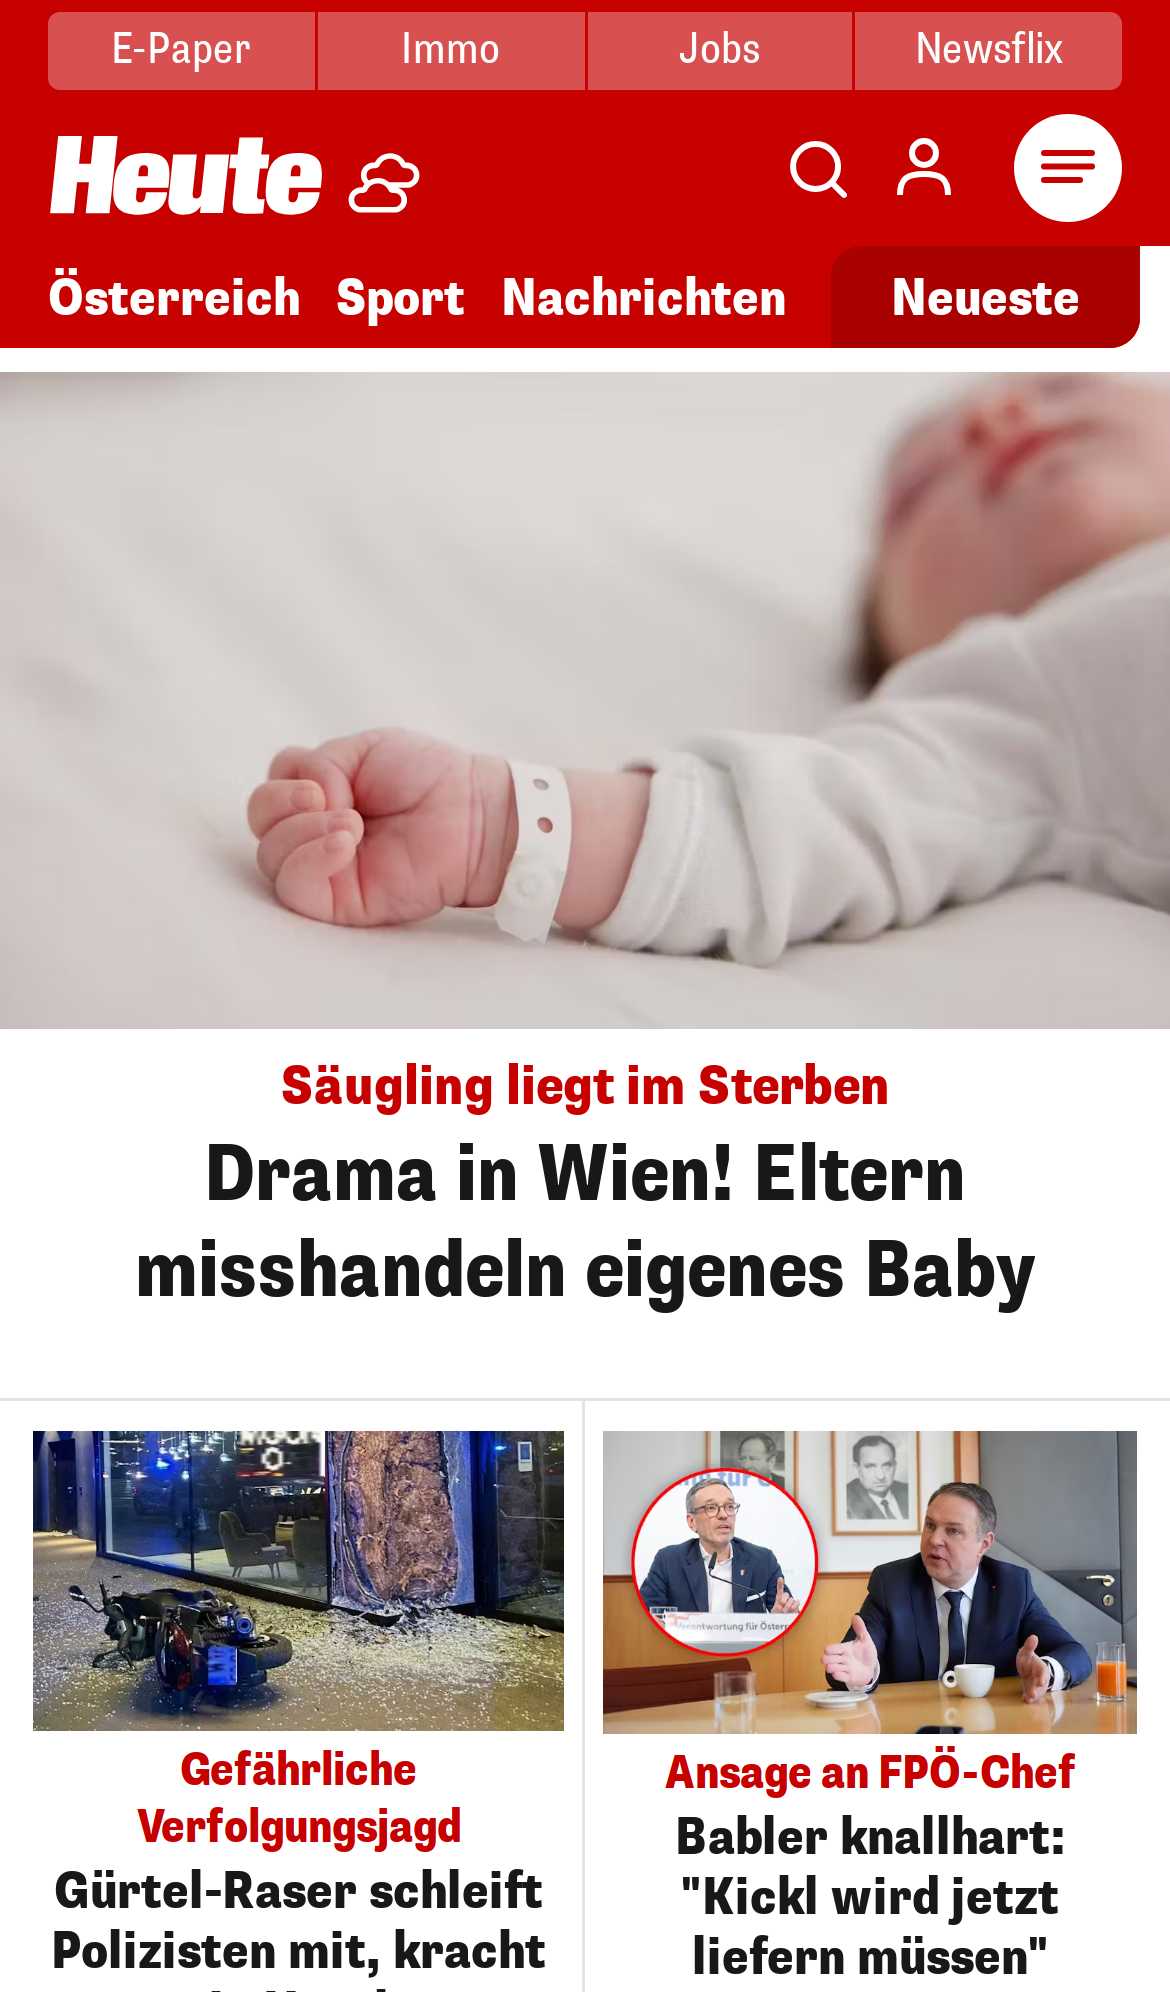 E-Paper
Immo
Jobs
Newsflix
Heute
Österreich
Sport
Nachrichten
Neueste
Säugling liegt im Sterben
Drama in Wien! Eltern
misshandeln eigenes Baby
Gefährliche
Verfolgungsjagd
Gürtel-Raser schleift
Polizisten mit, kracht
Ansage an FPÖ-Chef
Babler knallhart:
"Kickl wird jetzt
liefern müssen"